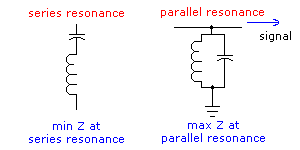 series resonance
parallel resonance
signal
min Z at
series resonance
max Z at
parallel resonance